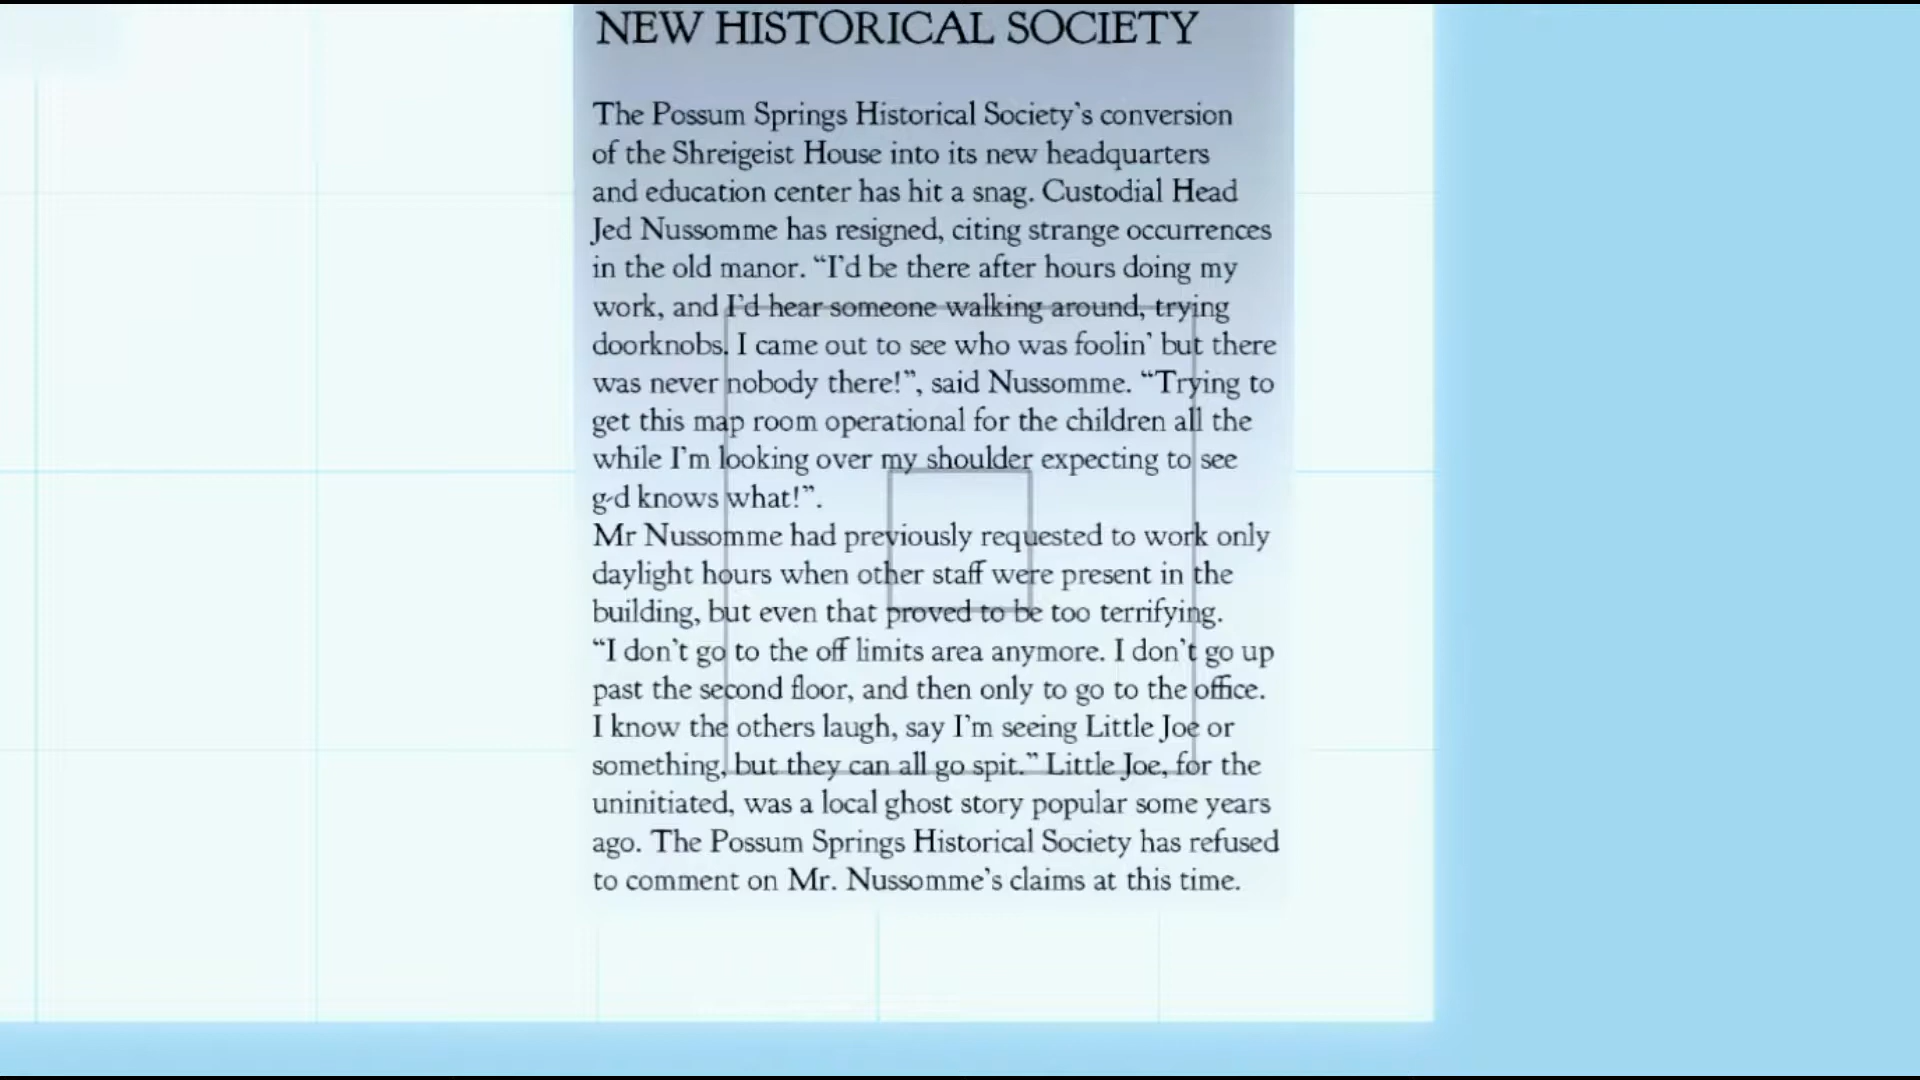 NEW HISTORICAL SOCIETY
The Possum Springs Historical Society's conversion
of the Shreigeist House into its new headquarters
and education center has hit a snag. Custodial Head
Jed Nussomme has resigned, citing strange occurrences
in the old manor. “I'd be there after hours doing my
work, and I'd hear someone walking around, trying
doorknobs. I came out to see who was foolin' but there
was never nobody there!”, said Nussomme. “Trying to
get this map room operational for the children all the
while I'm looking over my shoulder expecting to see
g-d knows what!”.
Mr Nussomme had previously requested to work only
daylight hours when other staff were present in the
building, but even that proved to be too terrifying.
“I don't go to the off limits area anymore. I don't go up
past the second floor, and then only to go to the office.
I know the others laugh, say I'm seeing Little Joe or
something, but they can all go spit.” Little Joe, for the
uninitiated, was a local ghost story popular some years
ago. The Possum Springs Historical Society has refused
to comment on Mr. Nussomme's claims at this time.